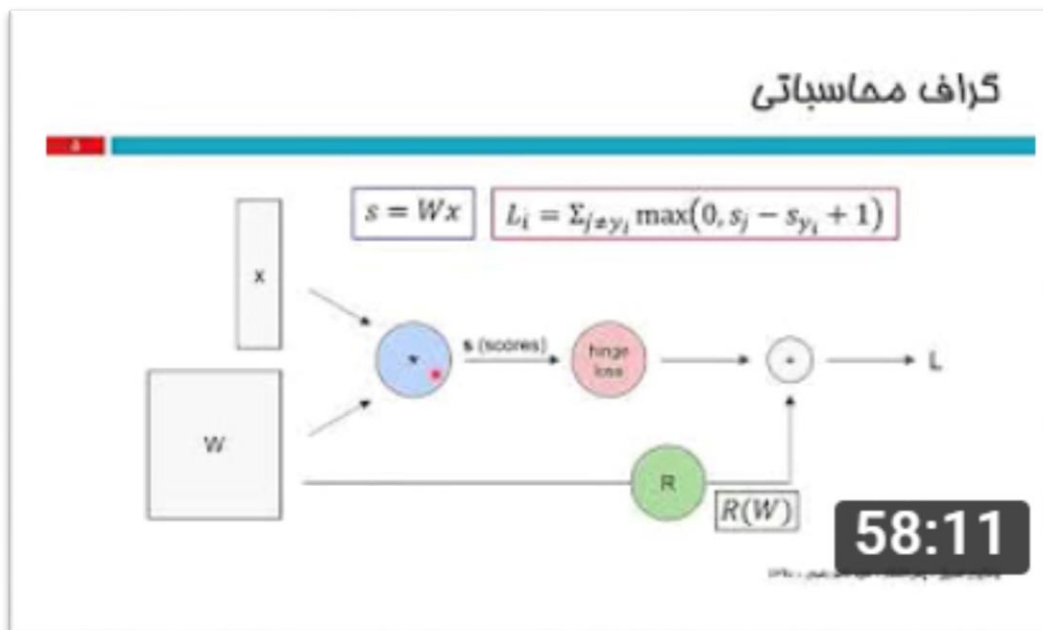 گراف محاسباتی
s = Wx
L_i = Σ_{j≠y_i} max(0, s_j − s_{y_i} + 1)
x
s (scores)
hinge
loss
L
W
R
R(W)
58:11